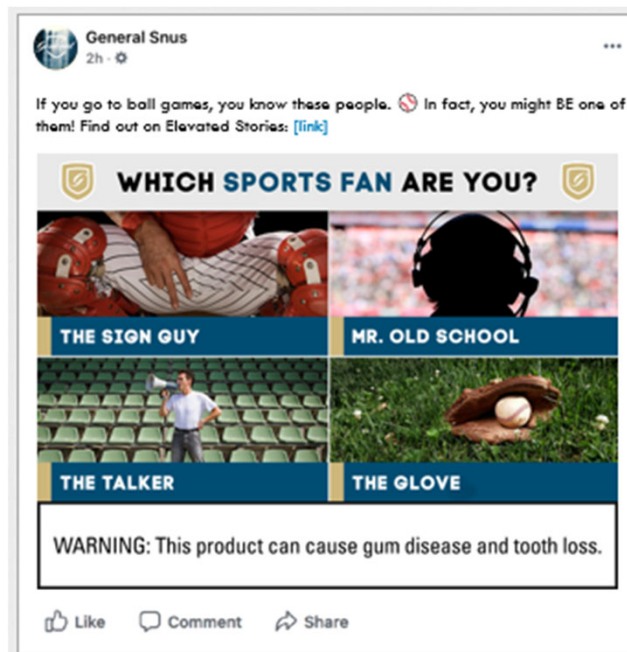 General Snus
2h
If you go to ball games, you know these people. In fact, you might BE one of
them! Find out on Elevated Stories: [link]
WHICH SPORTS FAN ARE YOU?
THE SIGN GUY
MR. OLD SCHOOL
THE TALKER
THE GLOVE
WARNING: This product can cause gum disease and tooth loss.
Like Comment Share